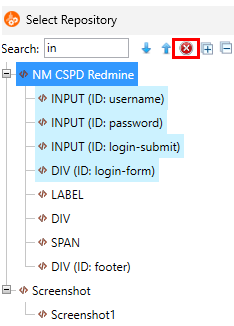 Select Repository
Search: in
NM CSPD Redmine
INPUT (ID: username)
INPUT (ID: password)
INPUT (ID: login-submit)
DIV (ID: login-form)
LABEL
DIV
SPAN
DIV (ID: footer)
Screenshot
Screenshot1